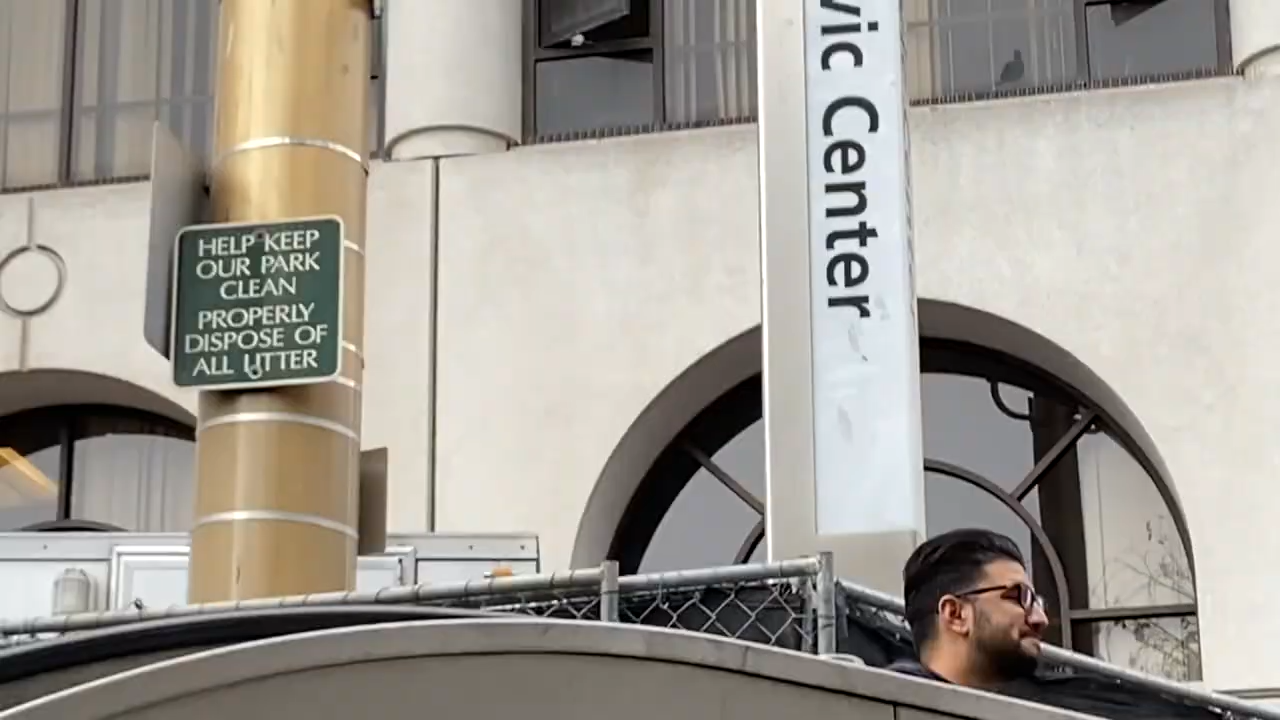 HELP KEEP
OUR PARK
CLEAN
PROPERLY
DISPOSE OF
ALL LITTER
vic Center